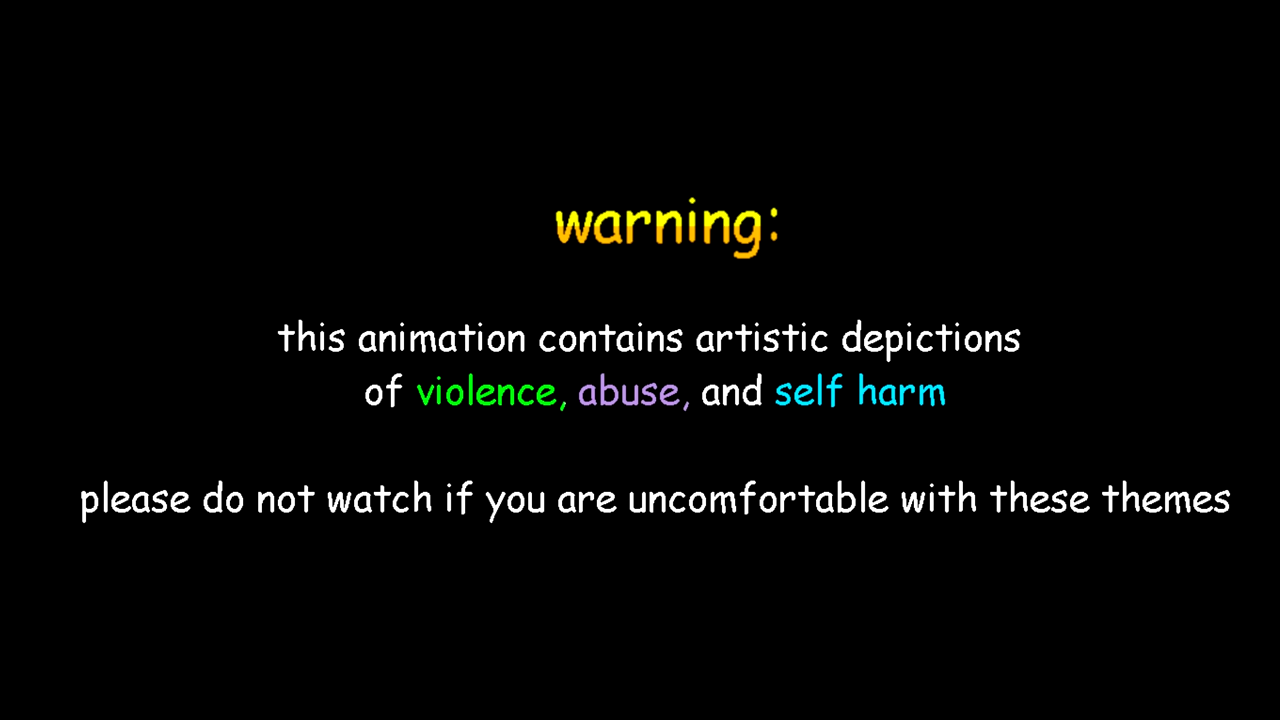 warning:
this animation contains artistic depictions
of violence, abuse, and self harm
please do not watch if you are uncomfortable with these themes